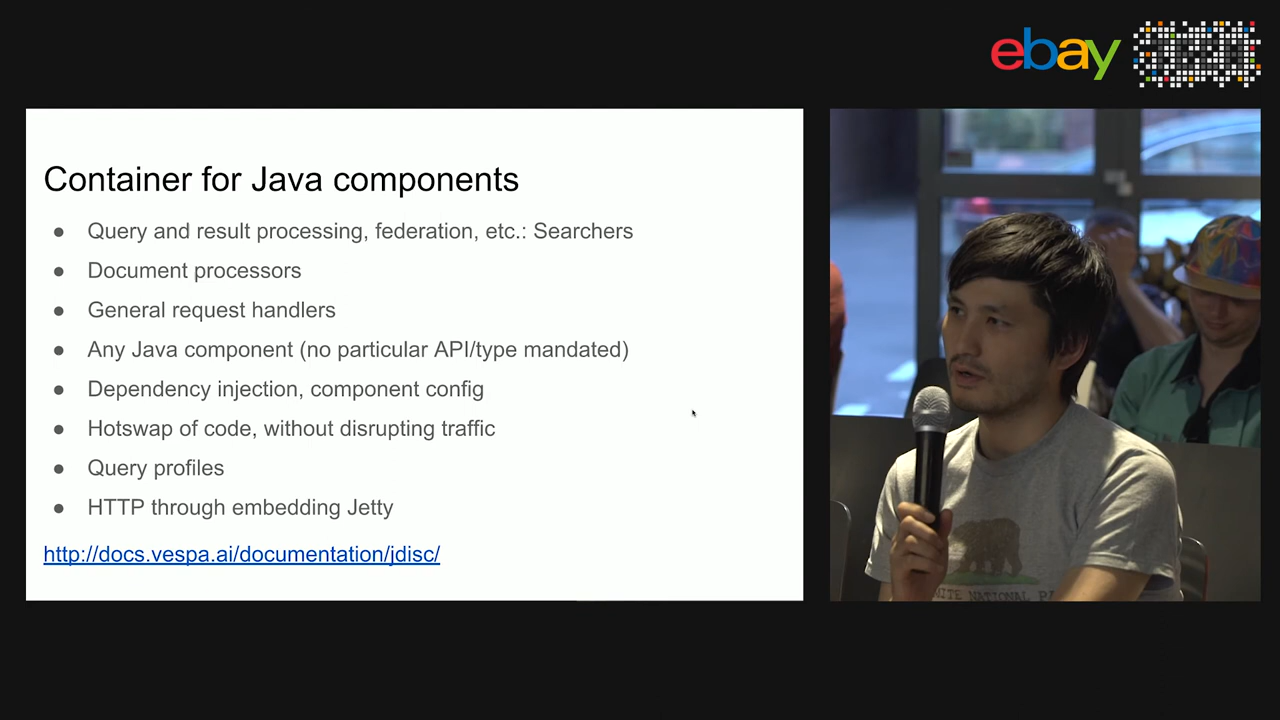 ebay
Container for Java components
● Query and result processing, federation, etc.: Searchers
● Document processors
● General request handlers
● Any Java component (no particular API/type mandated)
● Dependency injection, component config
● Hotswap of code, without disrupting traffic
● Query profiles
● HTTP through embedding Jetty
http://docs.vespa.ai/documentation/jdisc/
NATIONAL